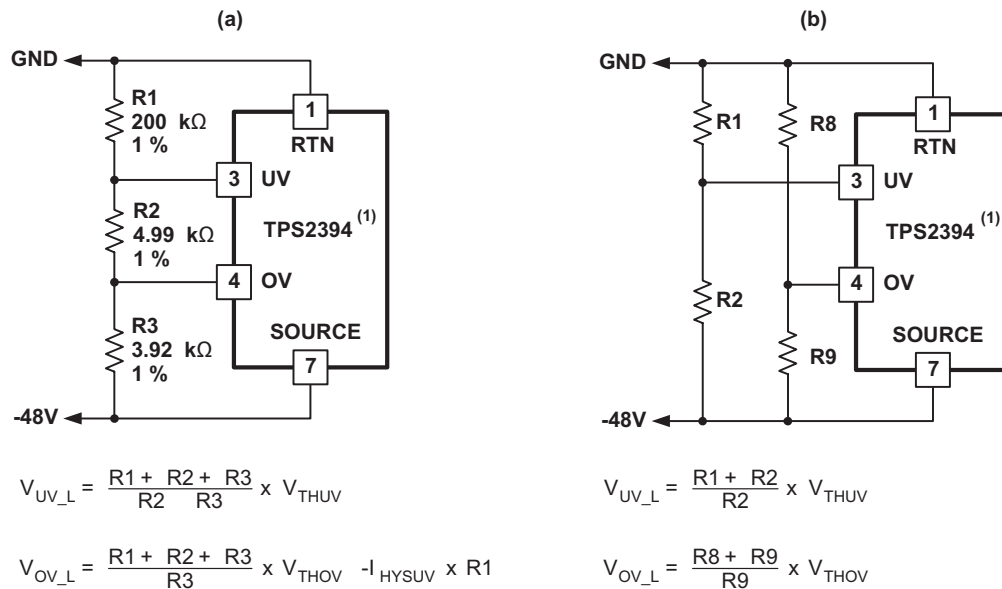 (a)
GND
R1
200 kΩ
1 %
1
RTN
3
UV
R2
4.99 kΩ
1 %
TPS2394 (1)
4
OV
R3
3.92 kΩ
1 %
SOURCE
7
-48V
V_UV_L = R1 + R2 + R3 / R2 R3 x V_THUV
V_OV_L = R1 + R2 + R3 / R3 x V_THOV -I_HYSUV x R1
(b)
GND
R1
R8
1
RTN
3
UV
TPS2394 (1)
4
OV
R2
SOURCE
R9
7
-48V
V_UV_L = R1 + R2 / R2 x V_THUV
V_OV_L = R8 + R9 / R9 x V_THOV